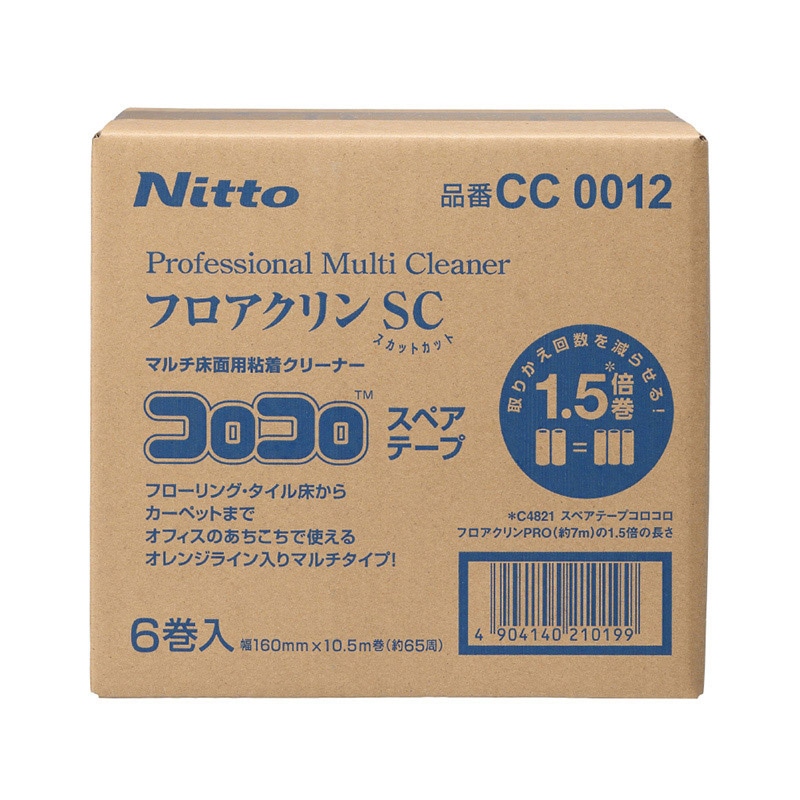 Nitto
品番CC 0012
Professional Multi Cleaner
フロアクリンSC
スカットカット
マルチ床面用粘着クリーナー
コロコロ™
スペア
テープ
取りかえ回数を減らせる!
1.5倍巻*
=
*C4821 スペアテープコロコロ
フロアクリンPRO(約7m)の1.5倍の長さ
フローリング・タイル床から
カーペットまで
オフィスのあちこちで使える
オレンジライン入りマルチタイプ!
6巻入 幅160mm×10.5m巻(約65周)
4 904140 210199